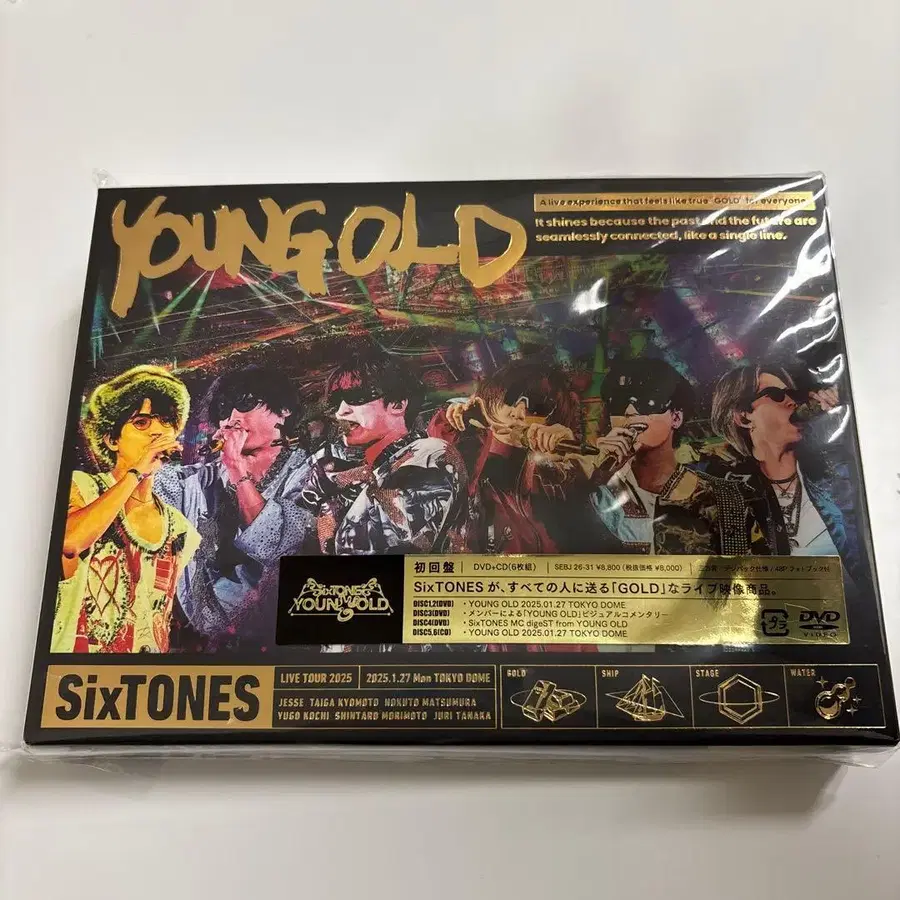 YOUNG OLD
A live experience that feels like true "GOLD" for everyone.
It shines because the past and the future are
seamlessly connected, like a single line.
SixTONES
YOUNG OLD
初回盤 DVD+CD(6枚組) SEBJ 26-31 ¥8,800 (税抜価格 ¥8,000)
SixTONESが、すべての人に送る「GOLD」なライブ映像商品。
DISC1,2(DVD) ・YOUNG OLD 2025.01.27 TOKYO DOME
DISC3(DVD) ・メンバーによる「YOUNG OLD」ビジュアルコメンタリー
DISC4(DVD) ・SixTONES MC digeST from YOUNG OLD
DISC5,6(CD) ・YOUNG OLD 2025.01.27 TOKYO DOME
DVD
VIDEO
SixTONES
LIVE TOUR 2025 2025.1.27 Mon TOKYO DOME
JESSE TAIGA KYOMOTO HOKUTO MATSUMURA
YUGO KOCHI SHINTARO MORIMOTO JURI TANAKA
GOLD SHIP STAGE WATER